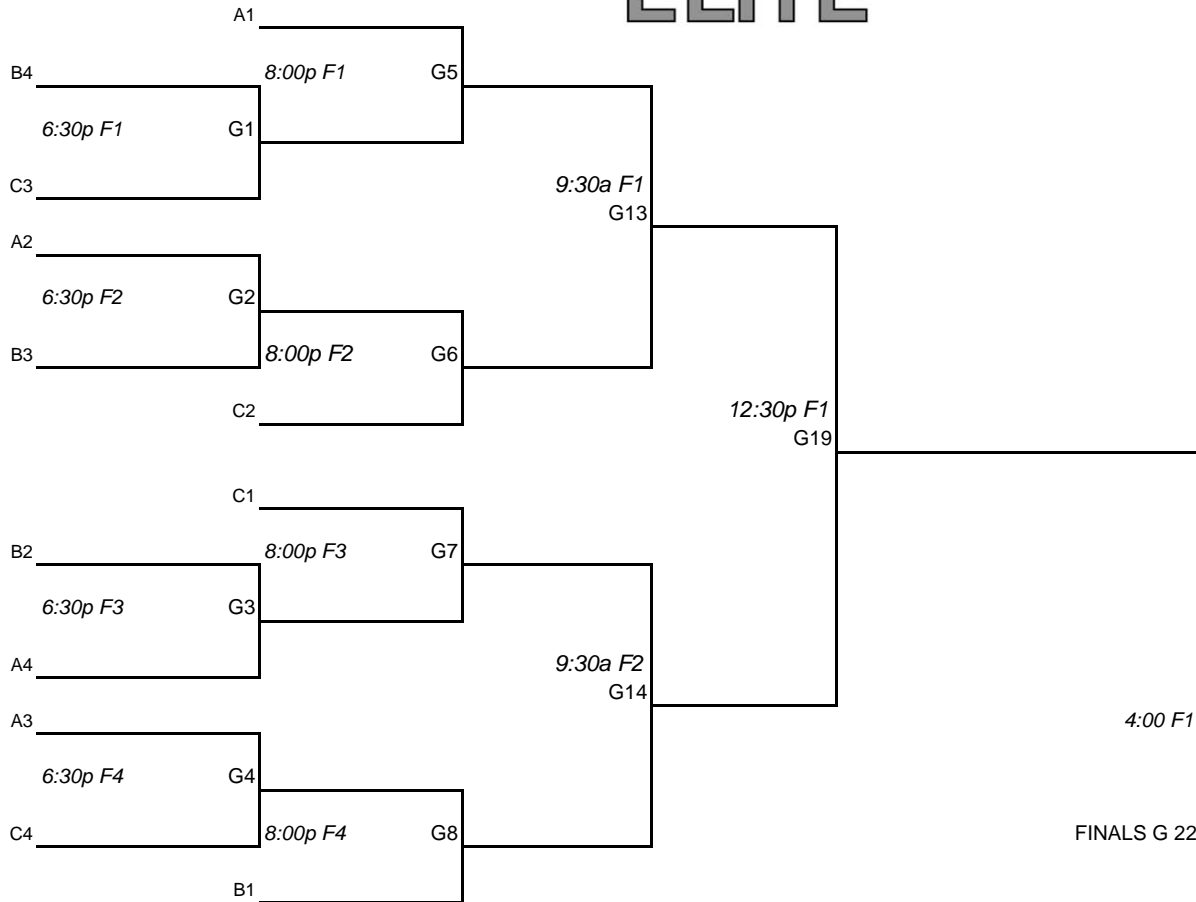 ELITE
A1
B4
8:00p F1 G5
6:30p F1 G1
C3
9:30a F1
G13
A2
6:30p F2 G2
B3
8:00p F2 G6
C2
12:30p F1
G19
C1
B2
8:00p F3 G7
6:30p F3 G3
A4
9:30a F2
G14
A3
4:00 F1
6:30p F4 G4
C4
8:00p F4 G8
FINALS G 22
B1